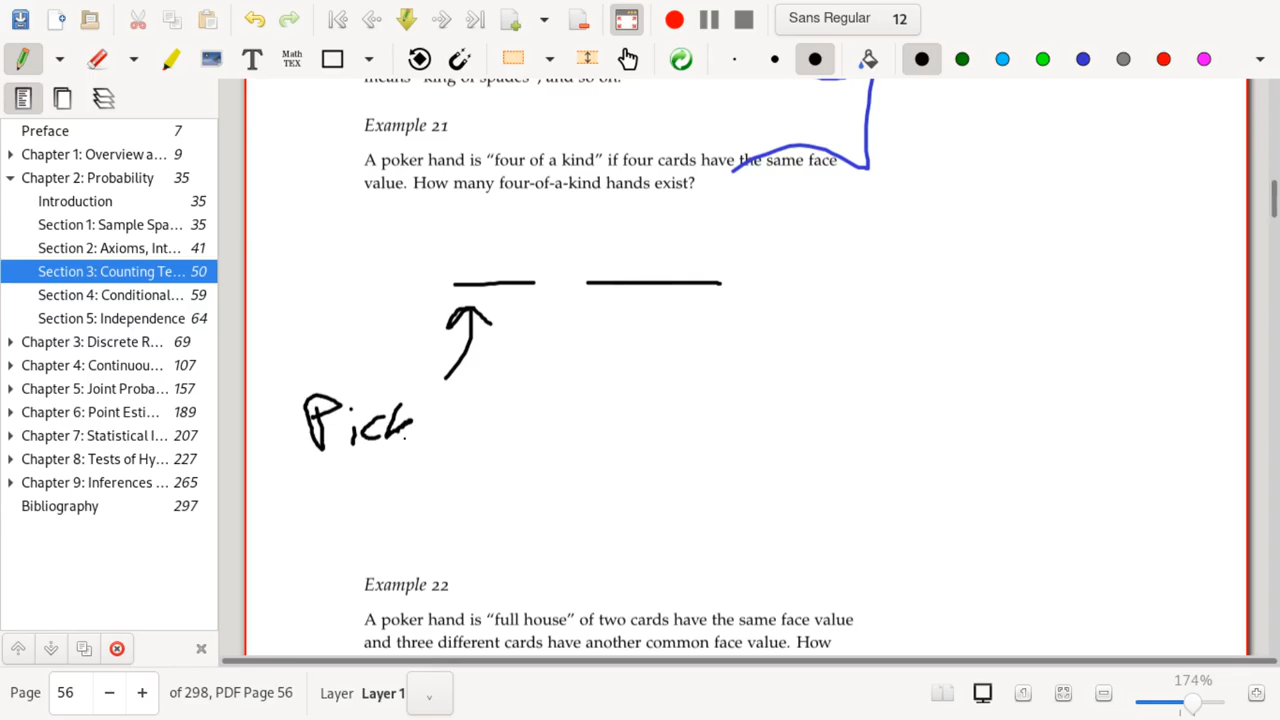 Sans Regular 12
T Math TEX
means "king of spades", and so on.
Preface 7
Chapter 1: Overview a... 9
Chapter 2: Probability 35
Introduction 35
Section 1: Sample Spa... 35
Section 2: Axioms, Int... 41
Section 3: Counting Te... 50
Section 4: Conditional... 59
Section 5: Independence 64
Chapter 3: Discrete R... 69
Chapter 4: Continuou... 107
Chapter 5: Joint Proba... 157
Chapter 6: Point Esti... 189
Chapter 7: Statistical I... 207
Chapter 8: Tests of Hy... 227
Chapter 9: Inferences ... 265
Bibliography 297
Example 21
A poker hand is "four of a kind" if four cards have the same face
value. How many four-of-a-kind hands exist?
Pick
Example 22
A poker hand is "full house" of two cards have the same face value
and three different cards have another common face value. How
Page 56 of 298, PDF Page 56 Layer Layer 1
174%